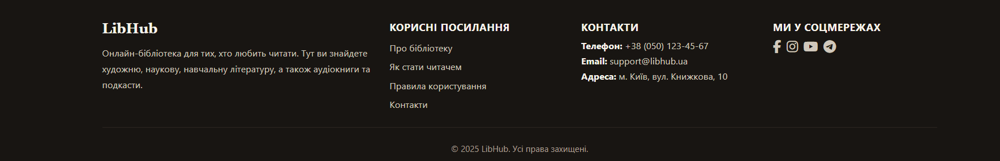 LibHub
Онлайн-бібліотека для тих, хто любить читати. Тут ви знайдете
художню, наукову, навчальну літературу, а також аудіокниги та
подкасти.
КОРИСНІ ПОСИЛАННЯ
Про бібліотеку
Як стати читачем
Правила користування
Контакти
КОНТАКТИ
Телефон: +38 (050) 123-45-67
Email: support@libhub.ua
Адреса: м. Київ, вул. Книжкова, 10
МИ У СОЦМЕРЕЖАХ
© 2025 LibHub. Усі права захищені.